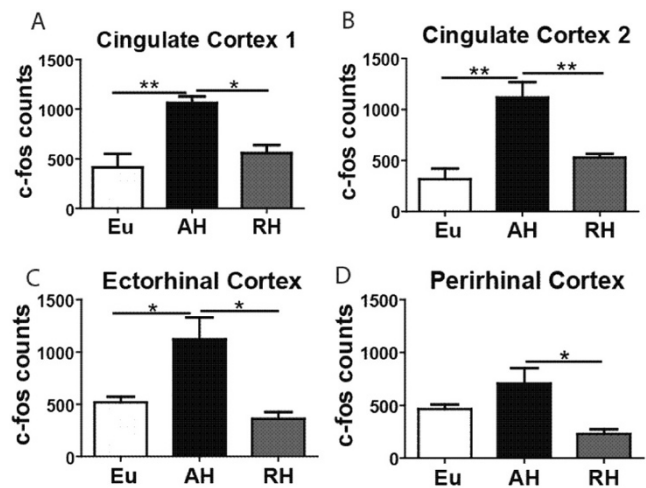 A
Cingulate Cortex 1
c-fos counts
1500
1000
500
0
**
*
Eu AH RH
B
Cingulate Cortex 2
c-fos counts
1500
1000
500
0
**
**
Eu AH RH
C
Ectorhinal Cortex
c-fos counts
1500
1000
500
0
*
*
Eu AH RH
D
Perirhinal Cortex
c-fos counts
1500
1000
500
0
*
Eu AH RH